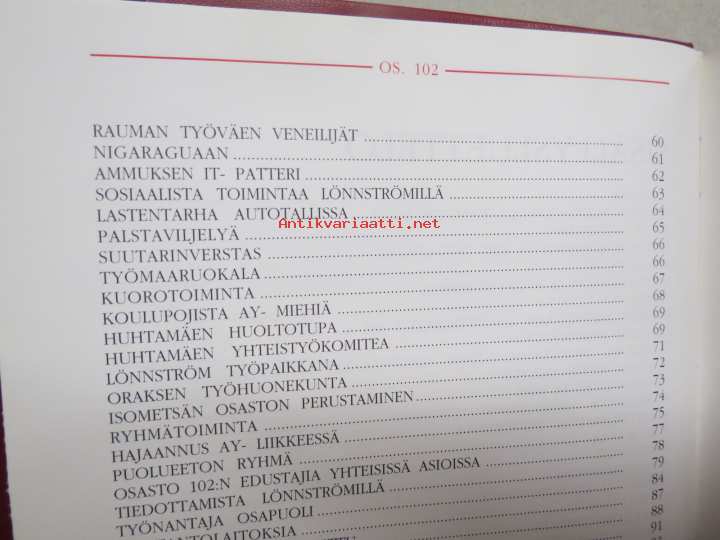 OS. 102
RAUMAN TYÖVÄEN VENEILIJÄT 60
NIGARAGUAAN 61
AMMUKSEN IT- PATTERI 62
SOSIAALISTA TOIMINTAA LÖNNSTRÖMILLÄ 63
LASTENTARHA AUTOTALLISSA 64
Antikvariaatti.net
PALSTAVILJELYÄ 65
SUUTARINVERSTAS 66
TYÖMAARUOKALA 66
KUOROTOIMINTA 67
KOULUPOJISTA AY- MIEHIÄ 68
HUHTAMÄEN HUOLTOTUPA 69
HUHTAMÄEN YHTEISTYÖKOMITEA 69
LÖNNSTRÖM TYÖPAIKKANA 71
ORAKSEN TYÖHUONEKUNTA 72
ISOMETSÄN OSASTON PERUSTAMINEN 73
RYHMÄTOIMINTA 74
HAJAANNUS AY- LIIKKEESSÄ 75
PUOLUEETON RYHMÄ 77
OSASTO 102:N EDUSTAJIA YHTEISISSÄ ASIOISSA 78
TIEDOTTAMISTA LÖNNSTRÖMILLÄ 79
TYÖNANTAJA OSAPUOLI 84
87
88
91